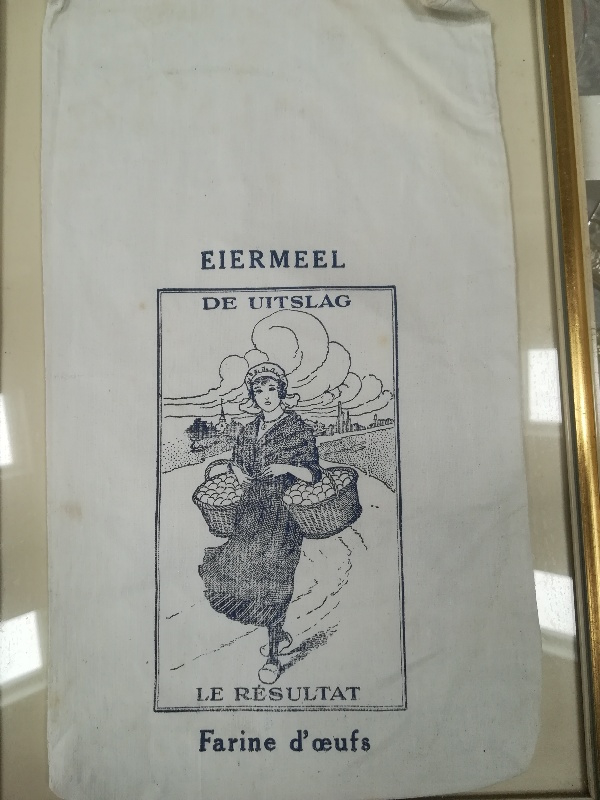 EIERMEEL
DE UITSLAG
LE RÉSULTAT
Farine d'œufs